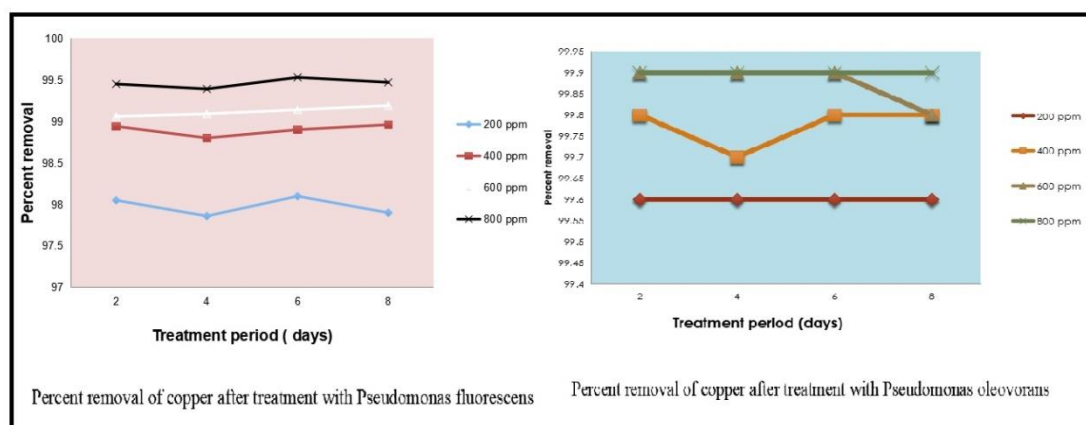 100
99.5
99
98.5
98
97.5
97
Percent removal
2 4 6 8
Treatment period ( days)
200 ppm
400 ppm
600 ppm
800 ppm
Percent removal of copper after treatment with Pseudomonas fluorescens
99.95
99.9
99.85
99.8
99.75
99.7
99.65
99.6
99.55
99.5
99.45
99.4
Percent removal
2 4 6 8
Treatment period (days)
200 ppm
400 ppm
600 ppm
800 ppm
Percent removal of copper after treatment with Pseudomonas oleovorans